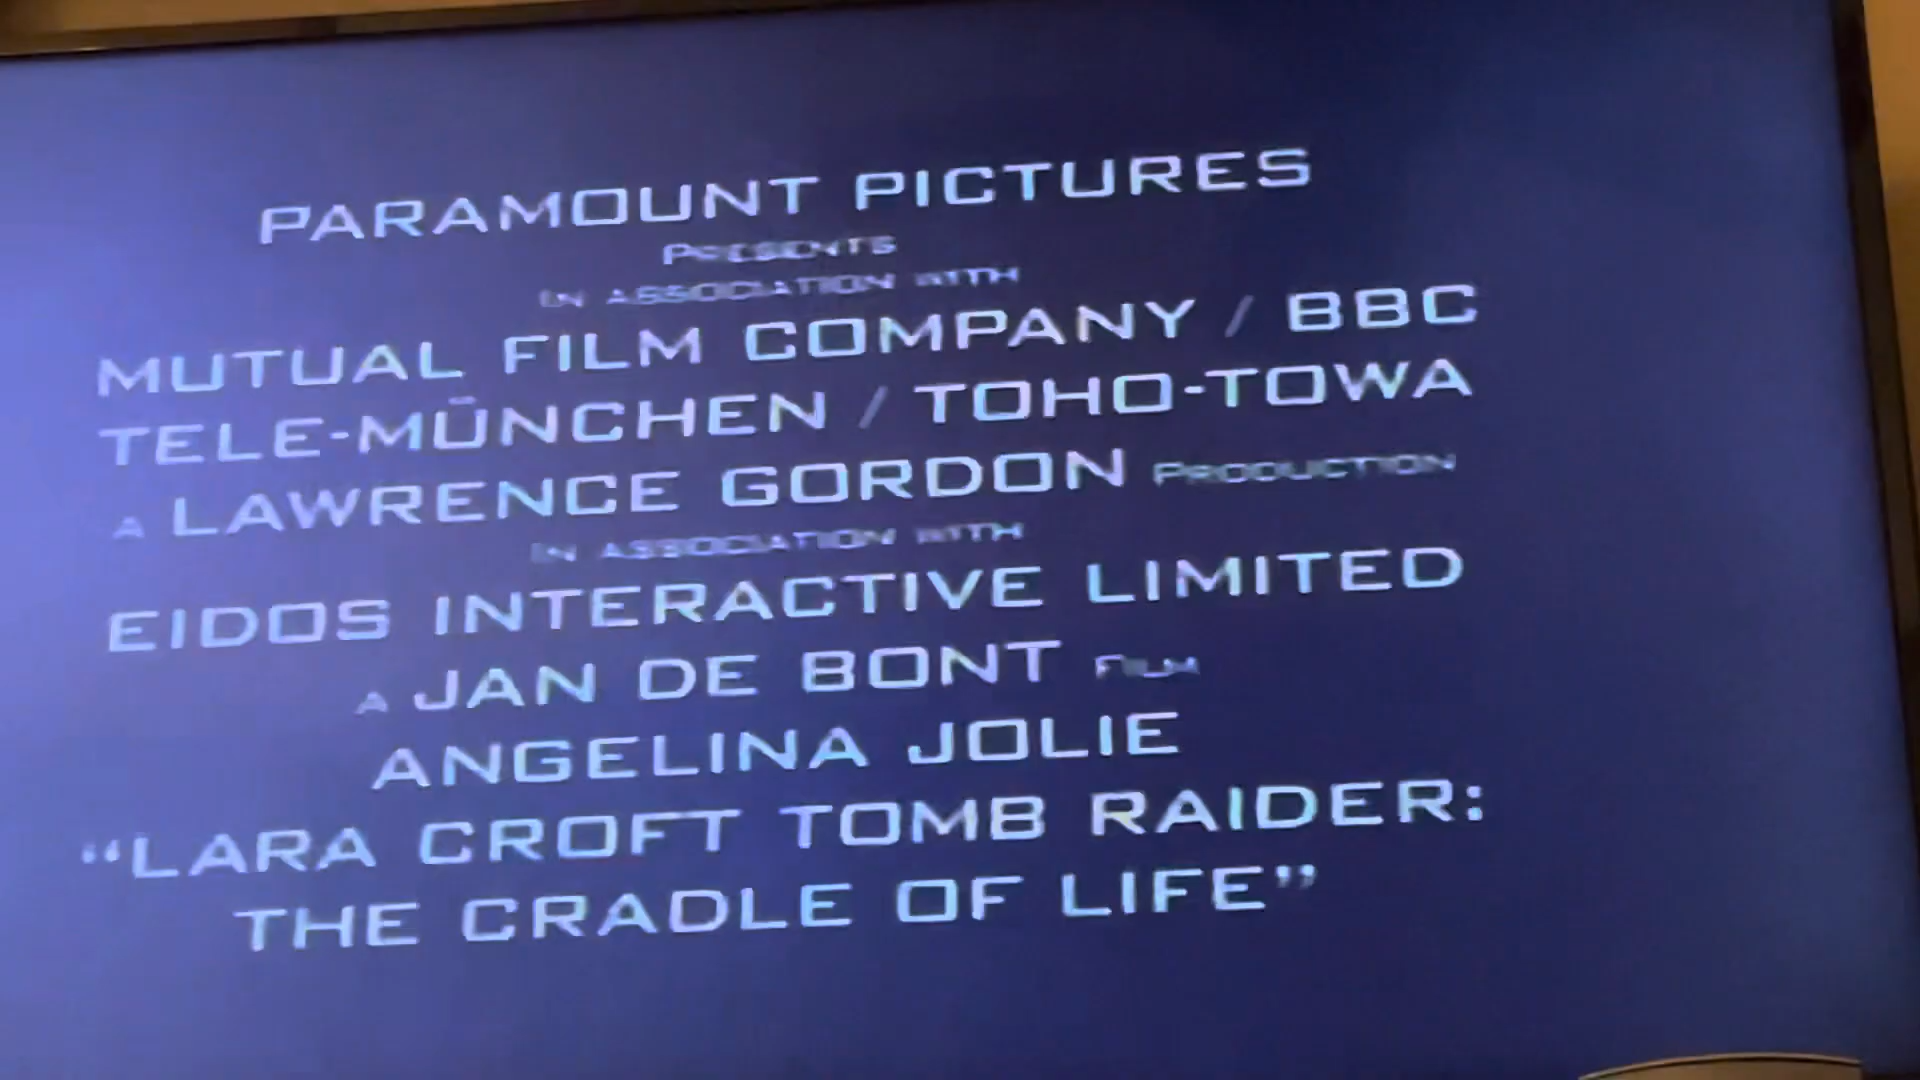 PARAMOUNT PICTURES
PRESENTS
IN ASSOCIATION WITH
MUTUAL FILM COMPANY / BBC
TELE-MÜNCHEN / TOHO-TOWA
A LAWRENCE GORDON PRODUCTION
IN ASSOCIATION WITH
EIDOS INTERACTIVE LIMITED
A JAN DE BONT FILM
ANGELINA JOLIE
“LARA CROFT TOMB RAIDER:
THE CRADLE OF LIFE”